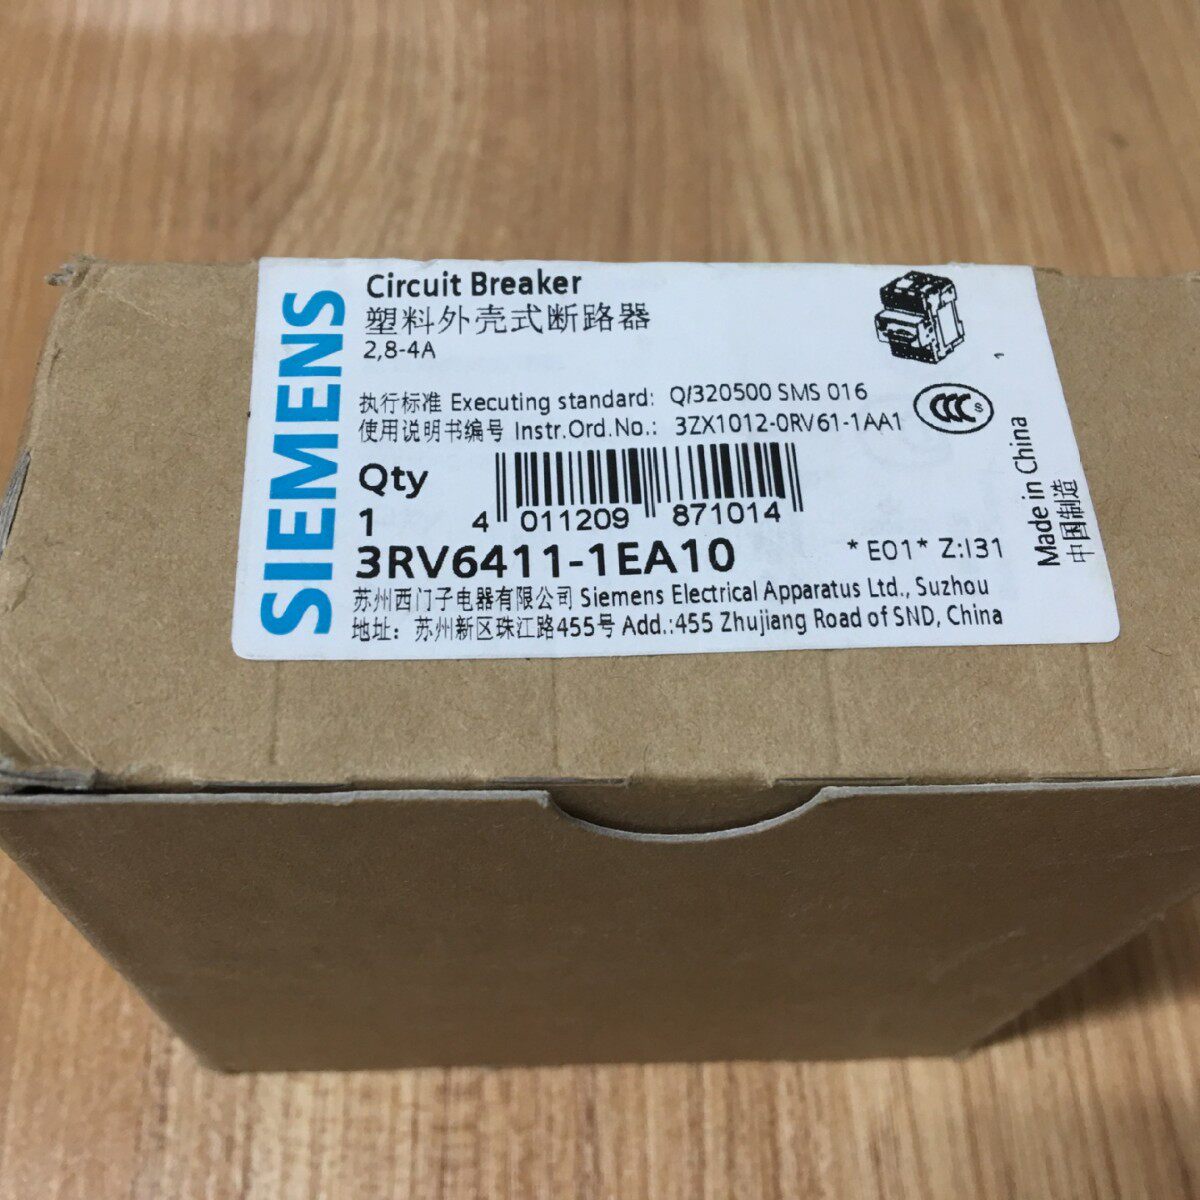 SIEMENS
Circuit Breaker
塑料外壳式断路器
2,8-4A
执行标准 Executing standard: Q/320500 SMS 016
使用说明书编号 Instr.Ord.No.: 3ZX1012-0RV61-1AA1
CCC S
1
Made in China
中国制造
Qty
1
4 011209 871014
3RV6411-1EA10
*E01* Z:I31
苏州西门子电器有限公司 Siemens Electrical Apparatus Ltd., Suzhou
地址: 苏州新区珠江路455号 Add.:455 Zhujiang Road of SND, China